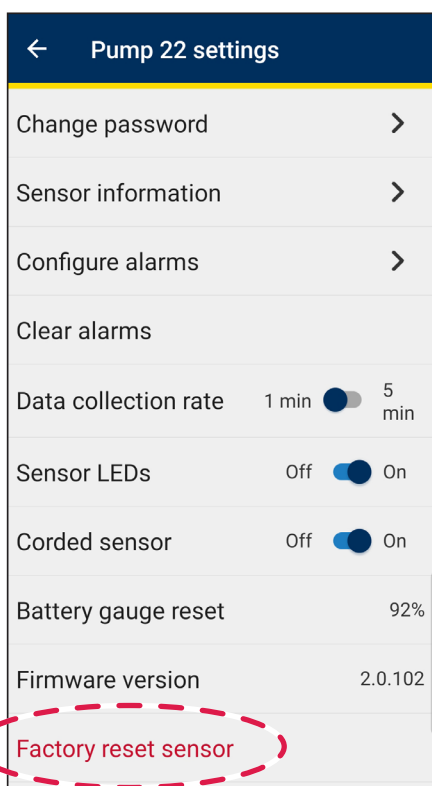 Pump 22 settings
Change password
Sensor information
Configure alarms
Clear alarms
Data collection rate 1 min 5 min
Sensor LEDs Off On
Corded sensor Off On
Battery gauge reset 92%
Firmware version 2.0.102
Factory reset sensor